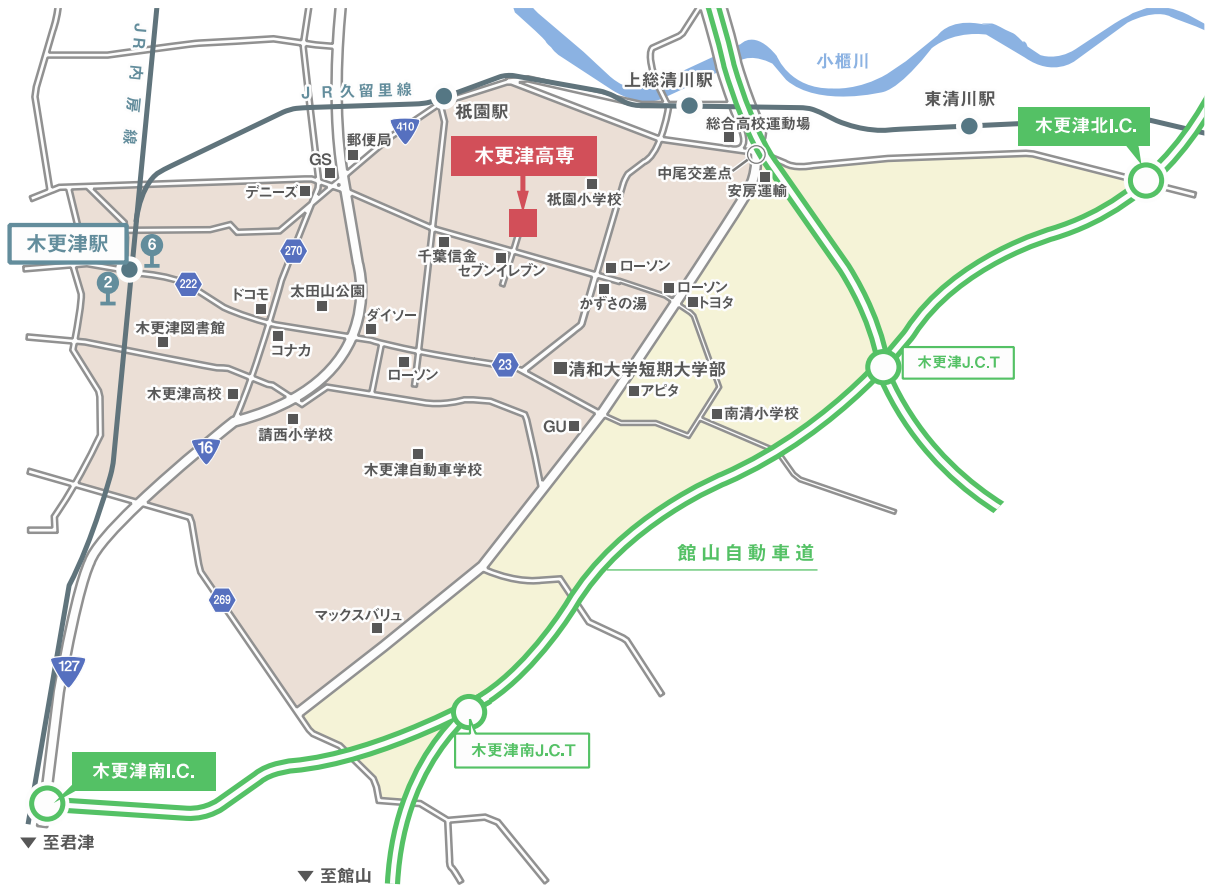 JR内房線
JR久留里線
小櫃川
上総清川駅
東清川駅
祇園駅
木更津北I.C.
総合高校運動場
410
郵便局
GS
木更津高専
中尾交差点
安房運輸
デニーズ
祇園小学校
木更津駅
6
2
270
222
千葉信金
セブンイレブン
ローソン
かずさの湯
ローソン
トヨタ
ドコモ
太田山公園
ダイソー
木更津図書館
コナカ
ローソン
23
清和大学短期大学部
木更津J.C.T
木更津高校
アピタ
請西小学校
GU
南清小学校
16
木更津自動車学校
館山自動車道
269
マックスバリュ
127
木更津南J.C.T
木更津南I.C.
▼ 至君津
▼ 至館山